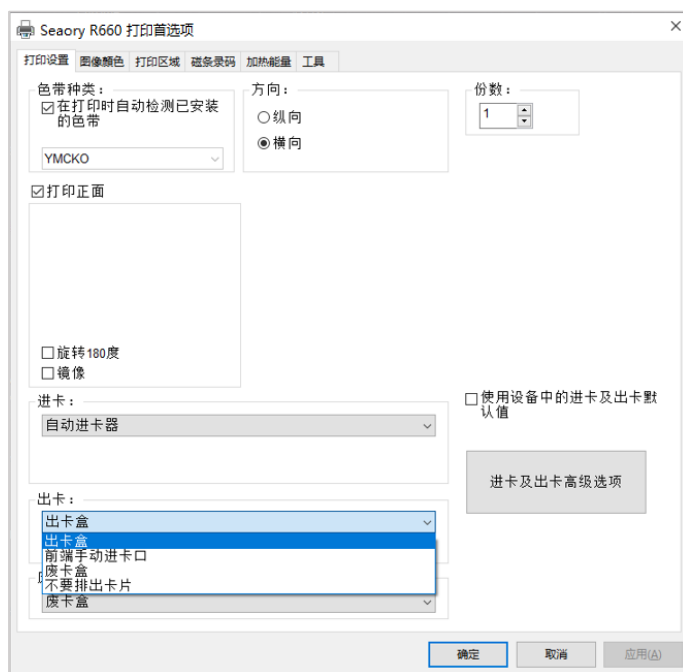 Seaory R660 打印首选项
打印设置 图像颜色 打印区域 磁条录码 加热能量 工具
色带种类：
在打印时自动检测已安装
的色带
YMCKO
方向：
纵向
横向
份数：
1
打印正面
旋转180度
镜像
进卡：
自动进卡器
使用设备中的进卡及出卡默
认值
进卡及出卡高级选项
出卡：
出卡盒
出卡盒
前端手动进卡口
废卡盒
不要排出卡片
废卡盒
确定 取消 应用(A)